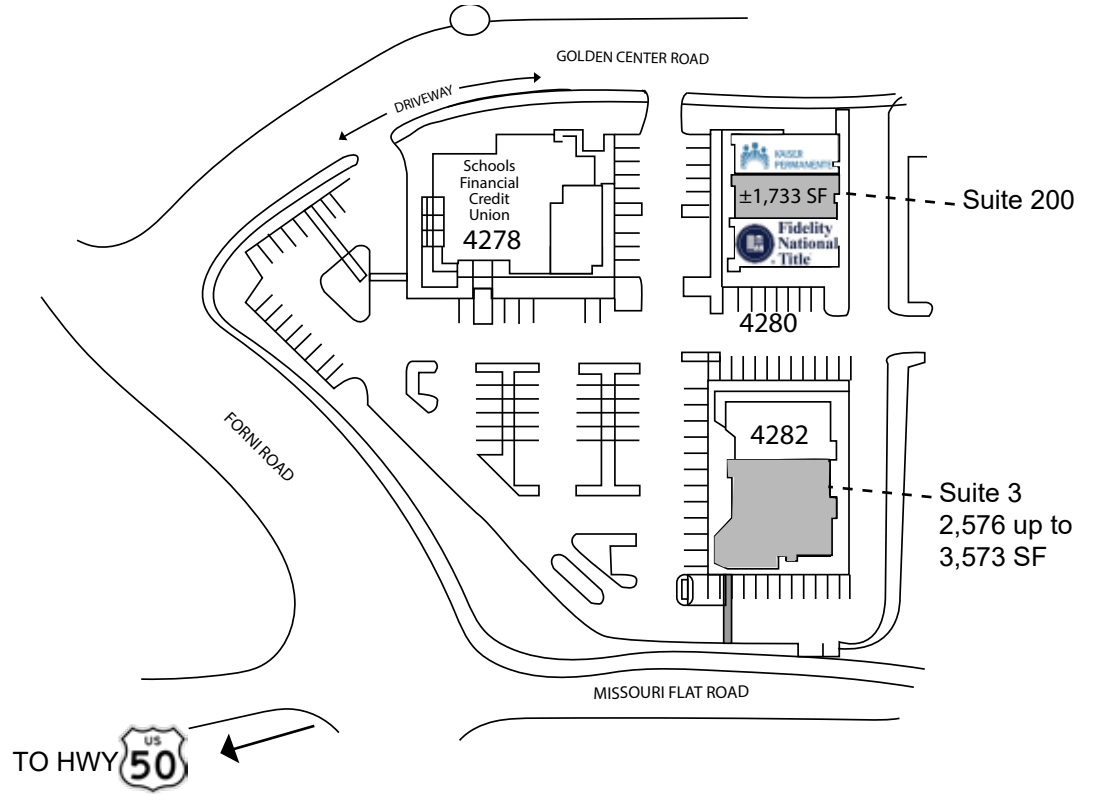 GOLDEN CENTER ROAD
DRIVEWAY
Schools
Financial
Credit
Union
4278
KAISER
PERMANENTE
±1,733 SF
Suite 200
Fidelity
National
Title
4280
4282
FORNI ROAD
Suite 3
2,576 up to
3,573 SF
MISSOURI FLAT ROAD
TO HWY
US
50